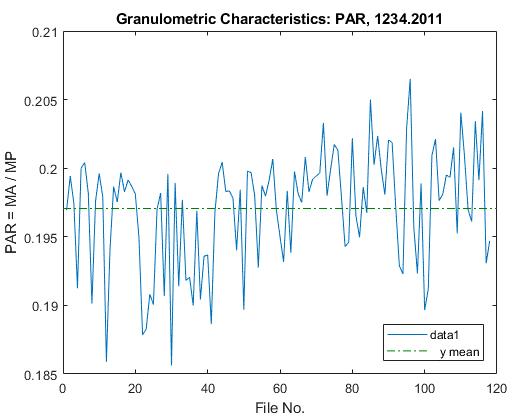 Granulometric Characteristics: PAR, 1234.2011
0.21
0.205
0.2
0.195
0.19
0.185
PAR = MA / MP
0 20 40 60 80 100 120
File No.
data1
y mean